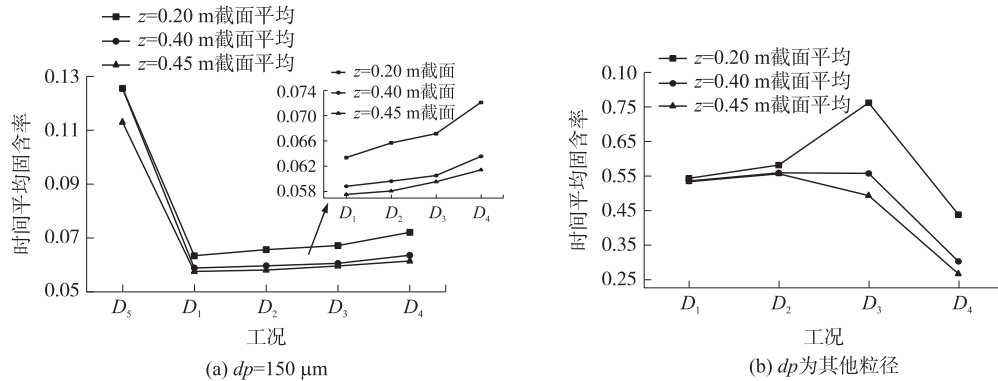 z=0.20 m截面平均
z=0.40 m截面平均
z=0.45 m截面平均
时间平均固含率
0.13
0.11
0.09
0.07
0.05
z=0.20 m截面
z=0.40 m截面
z=0.45 m截面
0.074
0.070
0.066
0.062
0.058
D1 D2 D3 D4
D5 D1 D2 D3 D4
工况
(a) dp=150 μm
z=0.20 m截面平均
z=0.40 m截面平均
z=0.45 m截面平均
时间平均固含率
0.10
0.75
0.65
0.55
0.45
0.35
0.25
D1 D2 D3 D4
工况
(b) dp为其他粒径